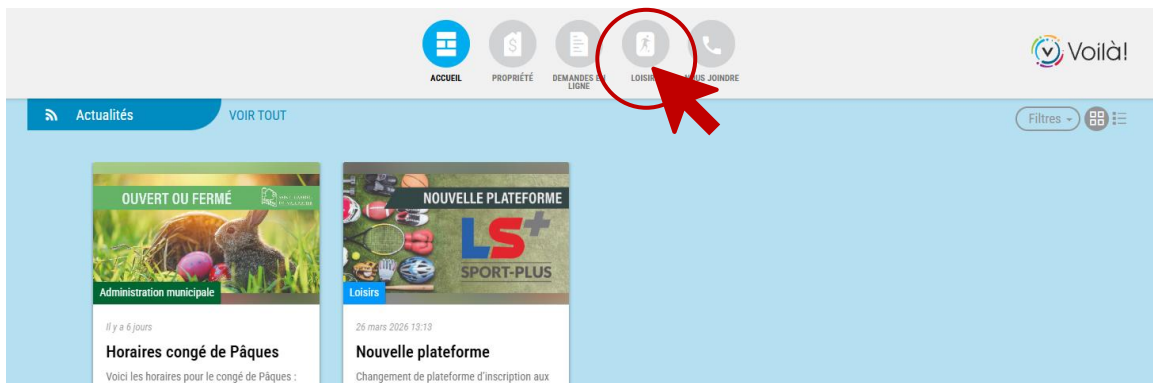 ACCUEIL
PROPRIÉTÉ
DEMANDES EN
LIGNE
LOISIRS
NOUS JOINDRE
Voilà!
Actualités
VOIR TOUT
Filtres
OUVERT OU FERMÉ
Administration municipale
Il y a 6 jours
Horaires congé de Pâques
Voici les horaires pour le congé de Pâques :
NOUVELLE PLATEFORME
LS+
SPORT-PLUS
Loisirs
26 mars 2026 13:13
Nouvelle plateforme
Changement de plateforme d'inscription aux